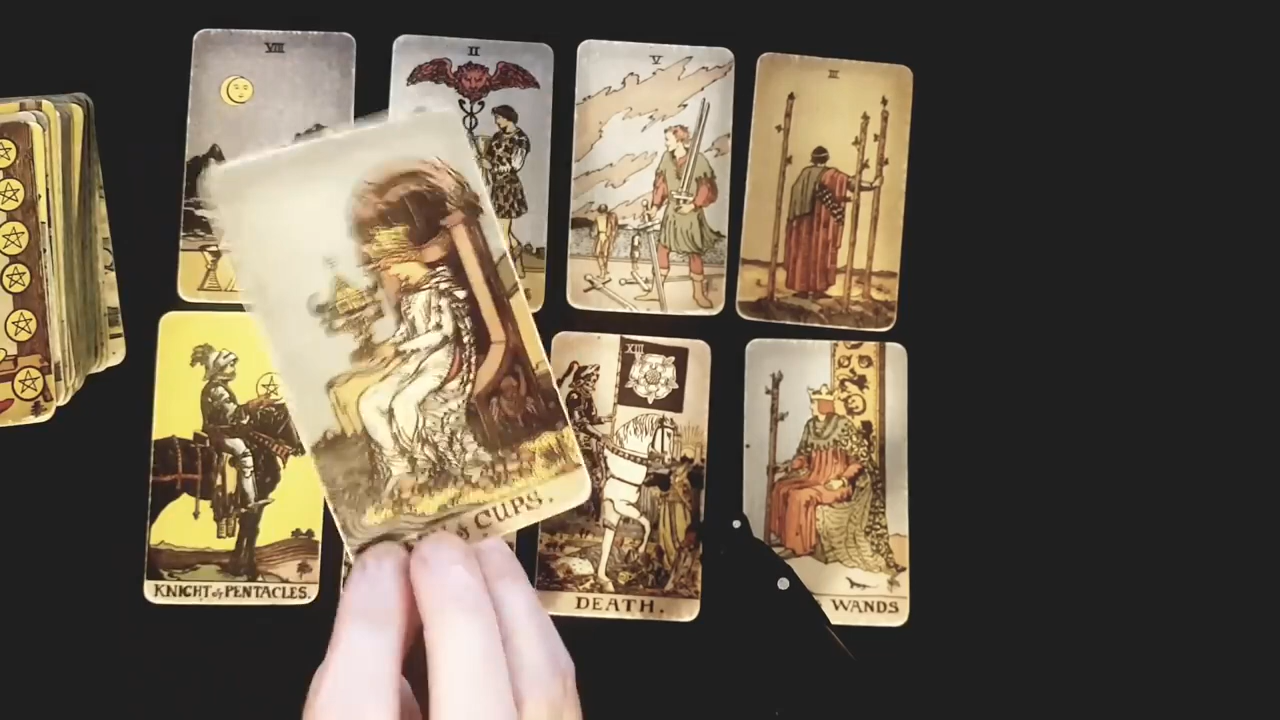 VIII
II
V
III
CUPS.
XIII
KNIGHT of PENTACLES.
DEATH.
WANDS